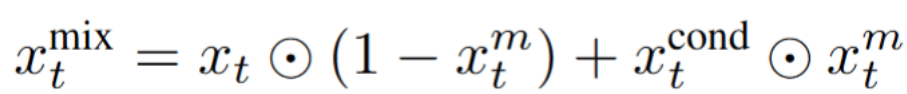 x_t^{mix} = x_t ⊙ (1 − x_t^m) + x_t^{cond} ⊙ x_t^m